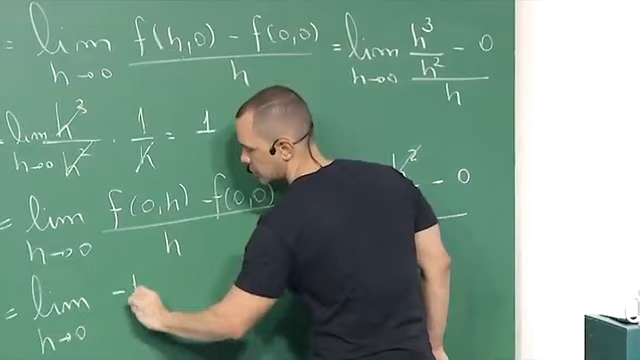 = lim h→0 f(h,0) - f(0,0) / h = lim h→0 h³/h² - 0 / h
lim h→0 h³/h² · 1/h = 1
= lim h→0 f(0,h) - f(0,0) / h - 0
= lim h→0 -